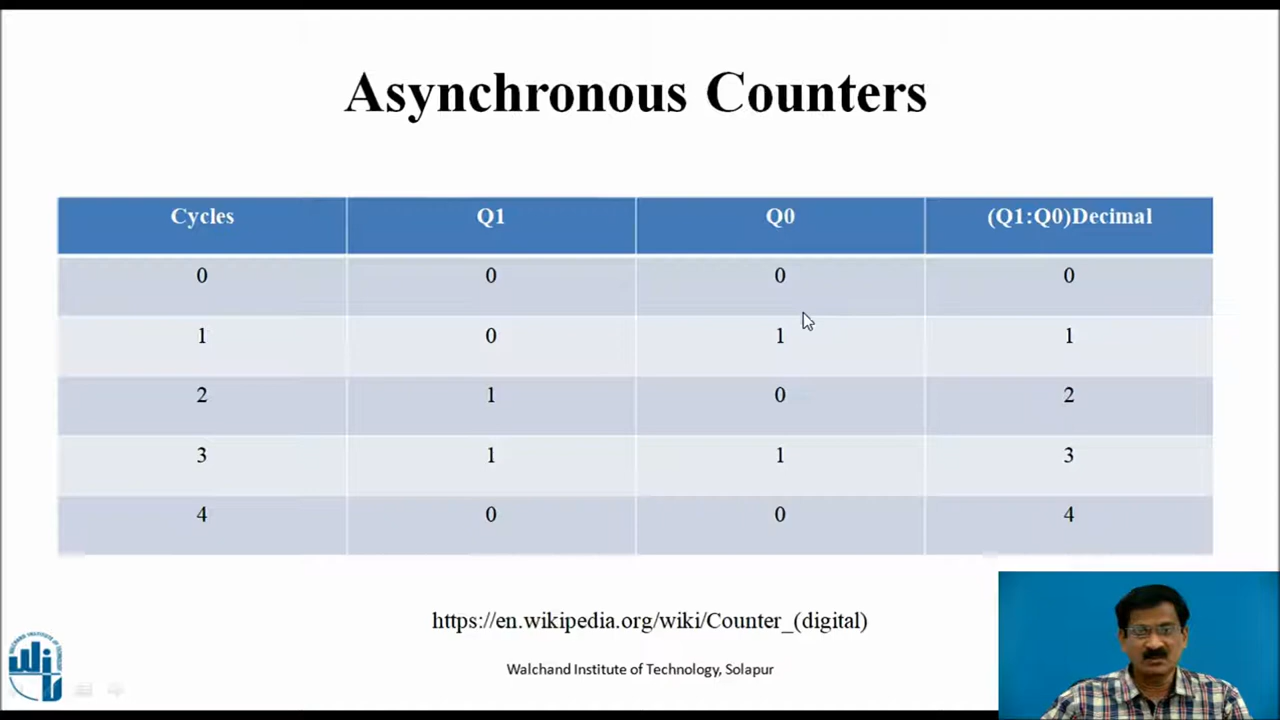 Asynchronous Counters
Cycles Q1 Q0 (Q1:Q0)Decimal
0 0 0 0
1 0 1 1
2 1 0 2
3 1 1 3
4 0 0 4
https://en.wikipedia.org/wiki/Counter_(digital)
Walchand Institute of Technology, Solapur